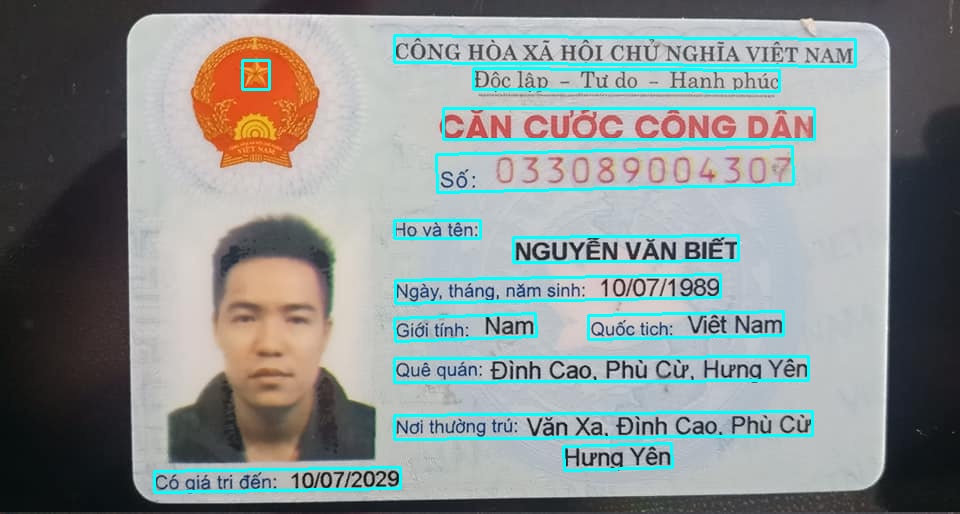 CỘNG HÒA XÃ HỘI CHỦ NGHĨA VIỆT NAM
Độc lập - Tự do - Hạnh phúc
CĂN CƯỚC CÔNG DÂN
Số: 033089004307
VIỆT NAM
Họ và tên:
NGUYỄN VĂN BIẾT
Ngày, tháng, năm sinh: 10/07/1989
Giới tính: Nam Quốc tịch: Việt Nam
Quê quán: Đình Cao, Phù Cừ, Hưng Yên
Nơi thường trú: Văn Xa, Đình Cao, Phù Cừ
Hưng Yên
Có giá trị đến: 10/07/2029